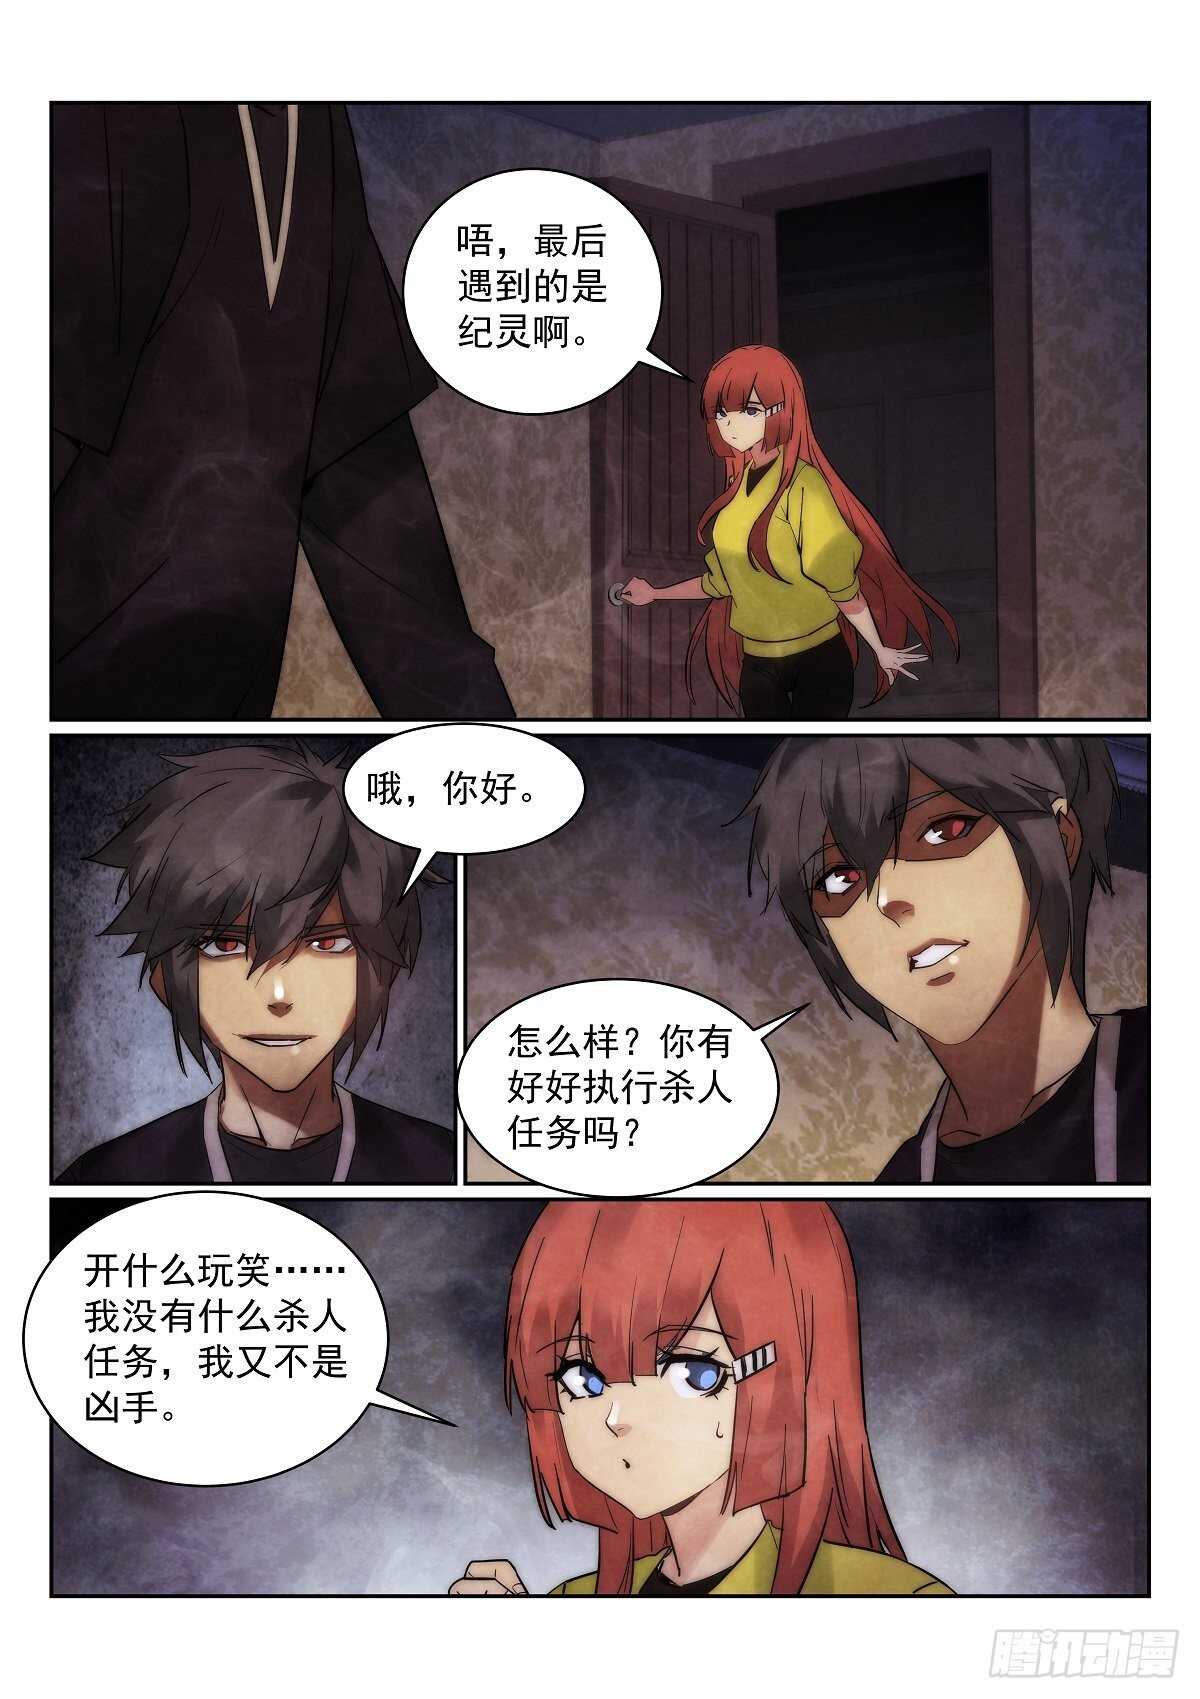 唔，最后
遇到的是
纪灵啊。
哦，你好。
怎么样？你有
好好执行杀人
任务吗？
开什么玩笑……
我没有什么杀人
任务，我又不是
凶手。
腾讯动漫